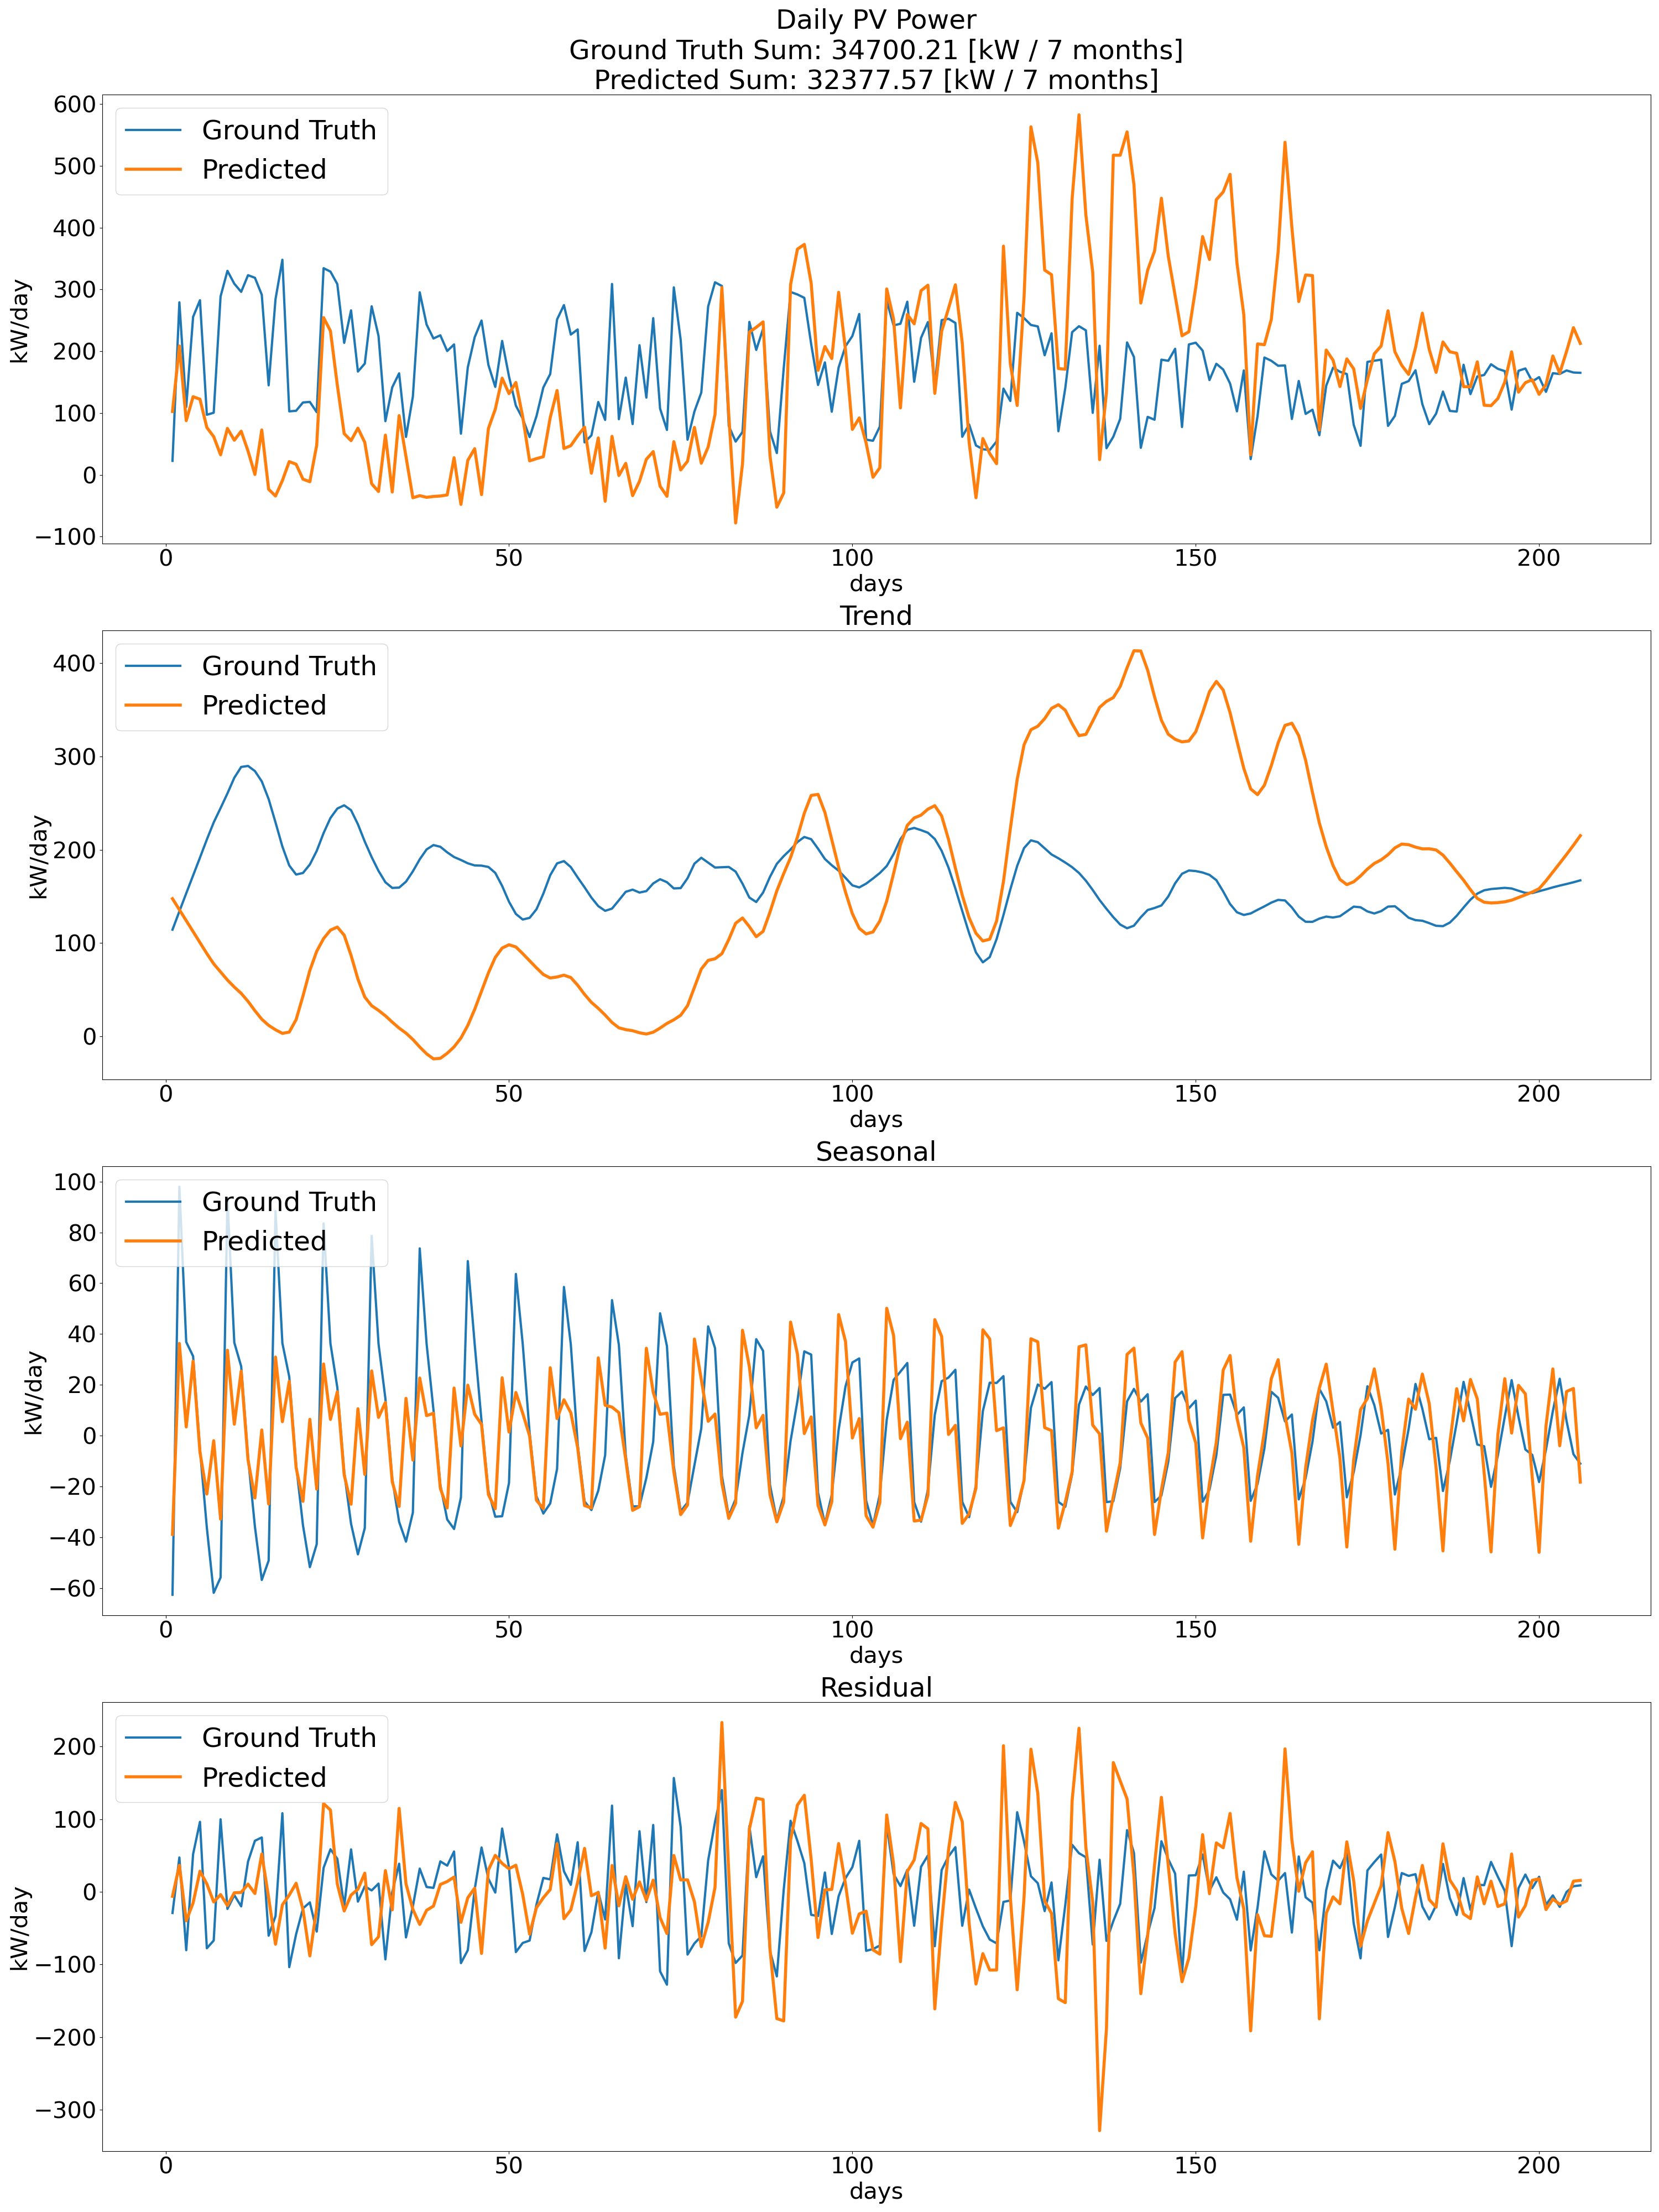 Daily PV Power
Ground Truth Sum: 34700.21 [kW / 7 months]
Predicted Sum: 32377.57 [kW / 7 months]
600
500
400
300
200
100
0
−100
kW/day
Ground Truth
Predicted
0 50 100 150 200
days
Trend
400
300
200
100
0
kW/day
Ground Truth
Predicted
0 50 100 150 200
days
Seasonal
100
80
60
40
20
0
−20
−40
−60
kW/day
Ground Truth
Predicted
0 50 100 150 200
days
Residual
200
100
0
−100
−200
−300
kW/day
Ground Truth
Predicted
0 50 100 150 200
days